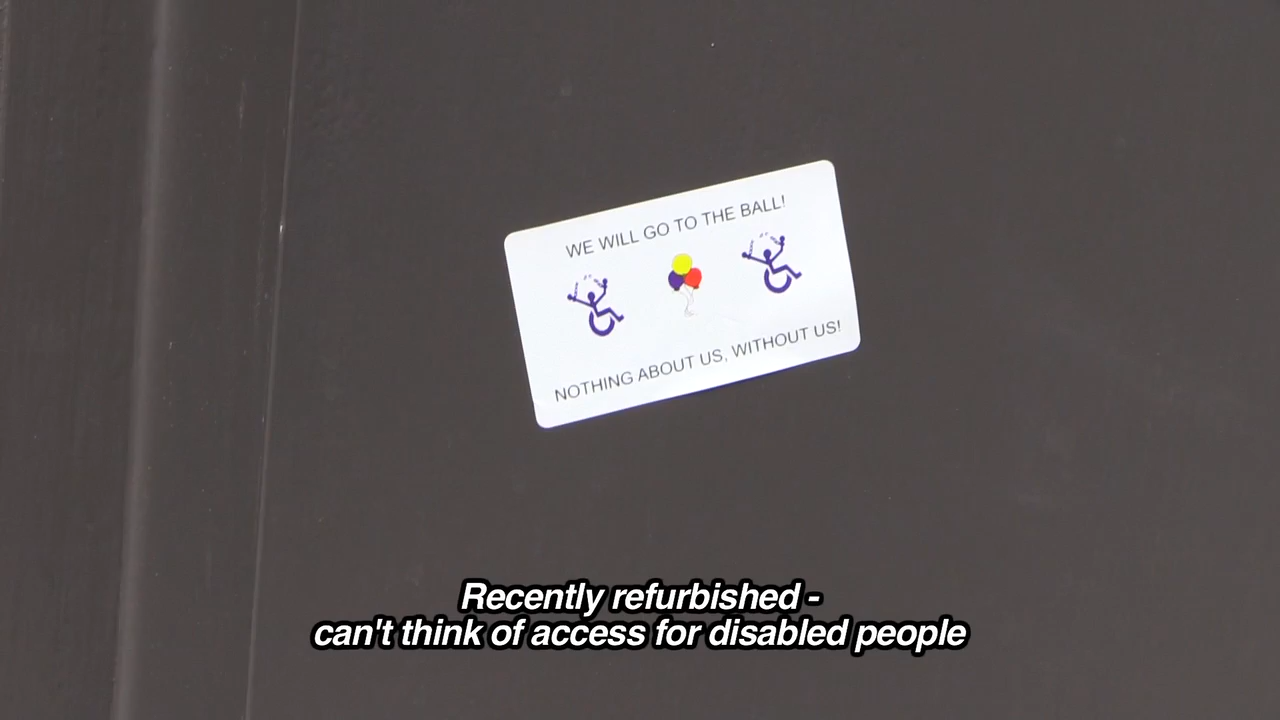 WE WILL GO TO THE BALL!
NOTHING ABOUT US, WITHOUT US!
Recently refurbished -
can't think of access for disabled people